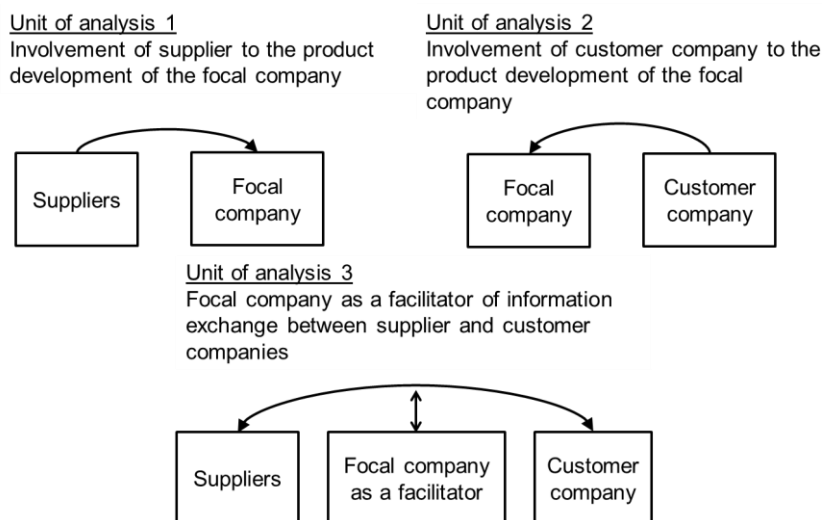 Unit of analysis 1
Involvement of supplier to the product
development of the focal company
Unit of analysis 2
Involvement of customer company to the
product development of the focal
company
Suppliers
Focal
company
Focal
company
Customer
company
Unit of analysis 3
Focal company as a facilitator of information
exchange between supplier and customer
companies
Suppliers
Focal company
as a facilitator
Customer
company